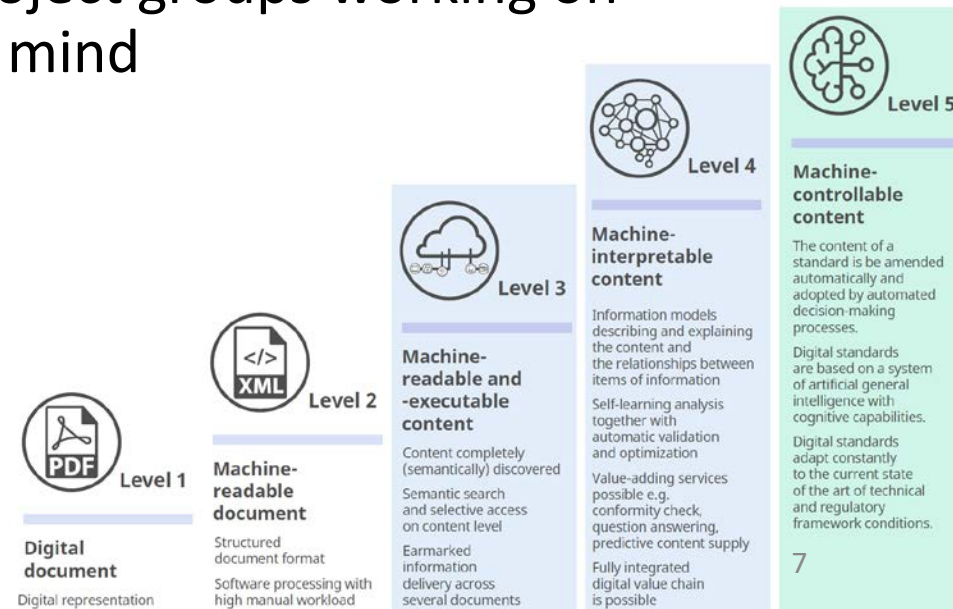 mind
Level 1
PDF
Digital
document
Digital representation
Level 2
</>
XML
Machine-
readable
document
Structured
document format
Software processing with
high manual workload
Level 3
Machine-
readable and
-executable
content
Content completely
(semantically) discovered
Semantic search
and selective access
on content level
Earmarked
information
delivery across
several documents
Level 4
Machine-
interpretable
content
Information models
describing and explaining
the content and
the relationships between
items of information
Self-learning analysis
together with
automatic validation
and optimization
Value-adding services
possible e.g.
conformity check,
question answering,
predictive content supply
Fully integrated
digital value chain
is possible
Level 5
Machine-
controllable
content
The content of a
standard is be amended
automatically and
adopted by automated
decision-making
processes.
Digital standards
are based on a system
of artificial general
intelligence with
cognitive capabilities.
Digital standards
adapt constantly
to the current state
of the art of technical
and regulatory
framework conditions.
7